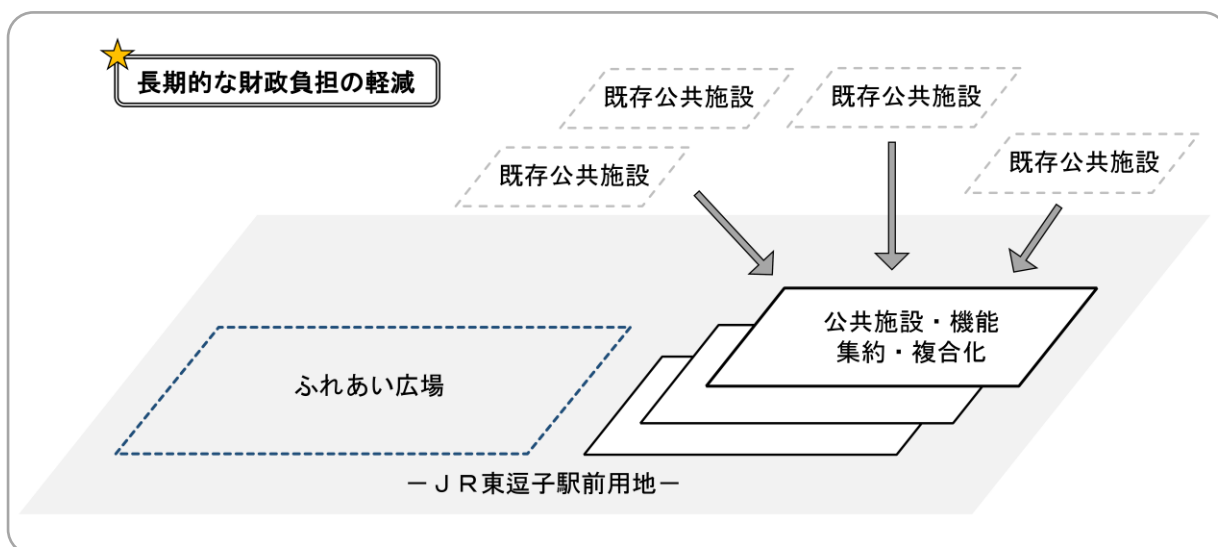 長期的な財政負担の軽減
既存公共施設
既存公共施設
既存公共施設
既存公共施設
公共施設・機能
集約・複合化
ふれあい広場
－ＪＲ東逗子駅前用地－